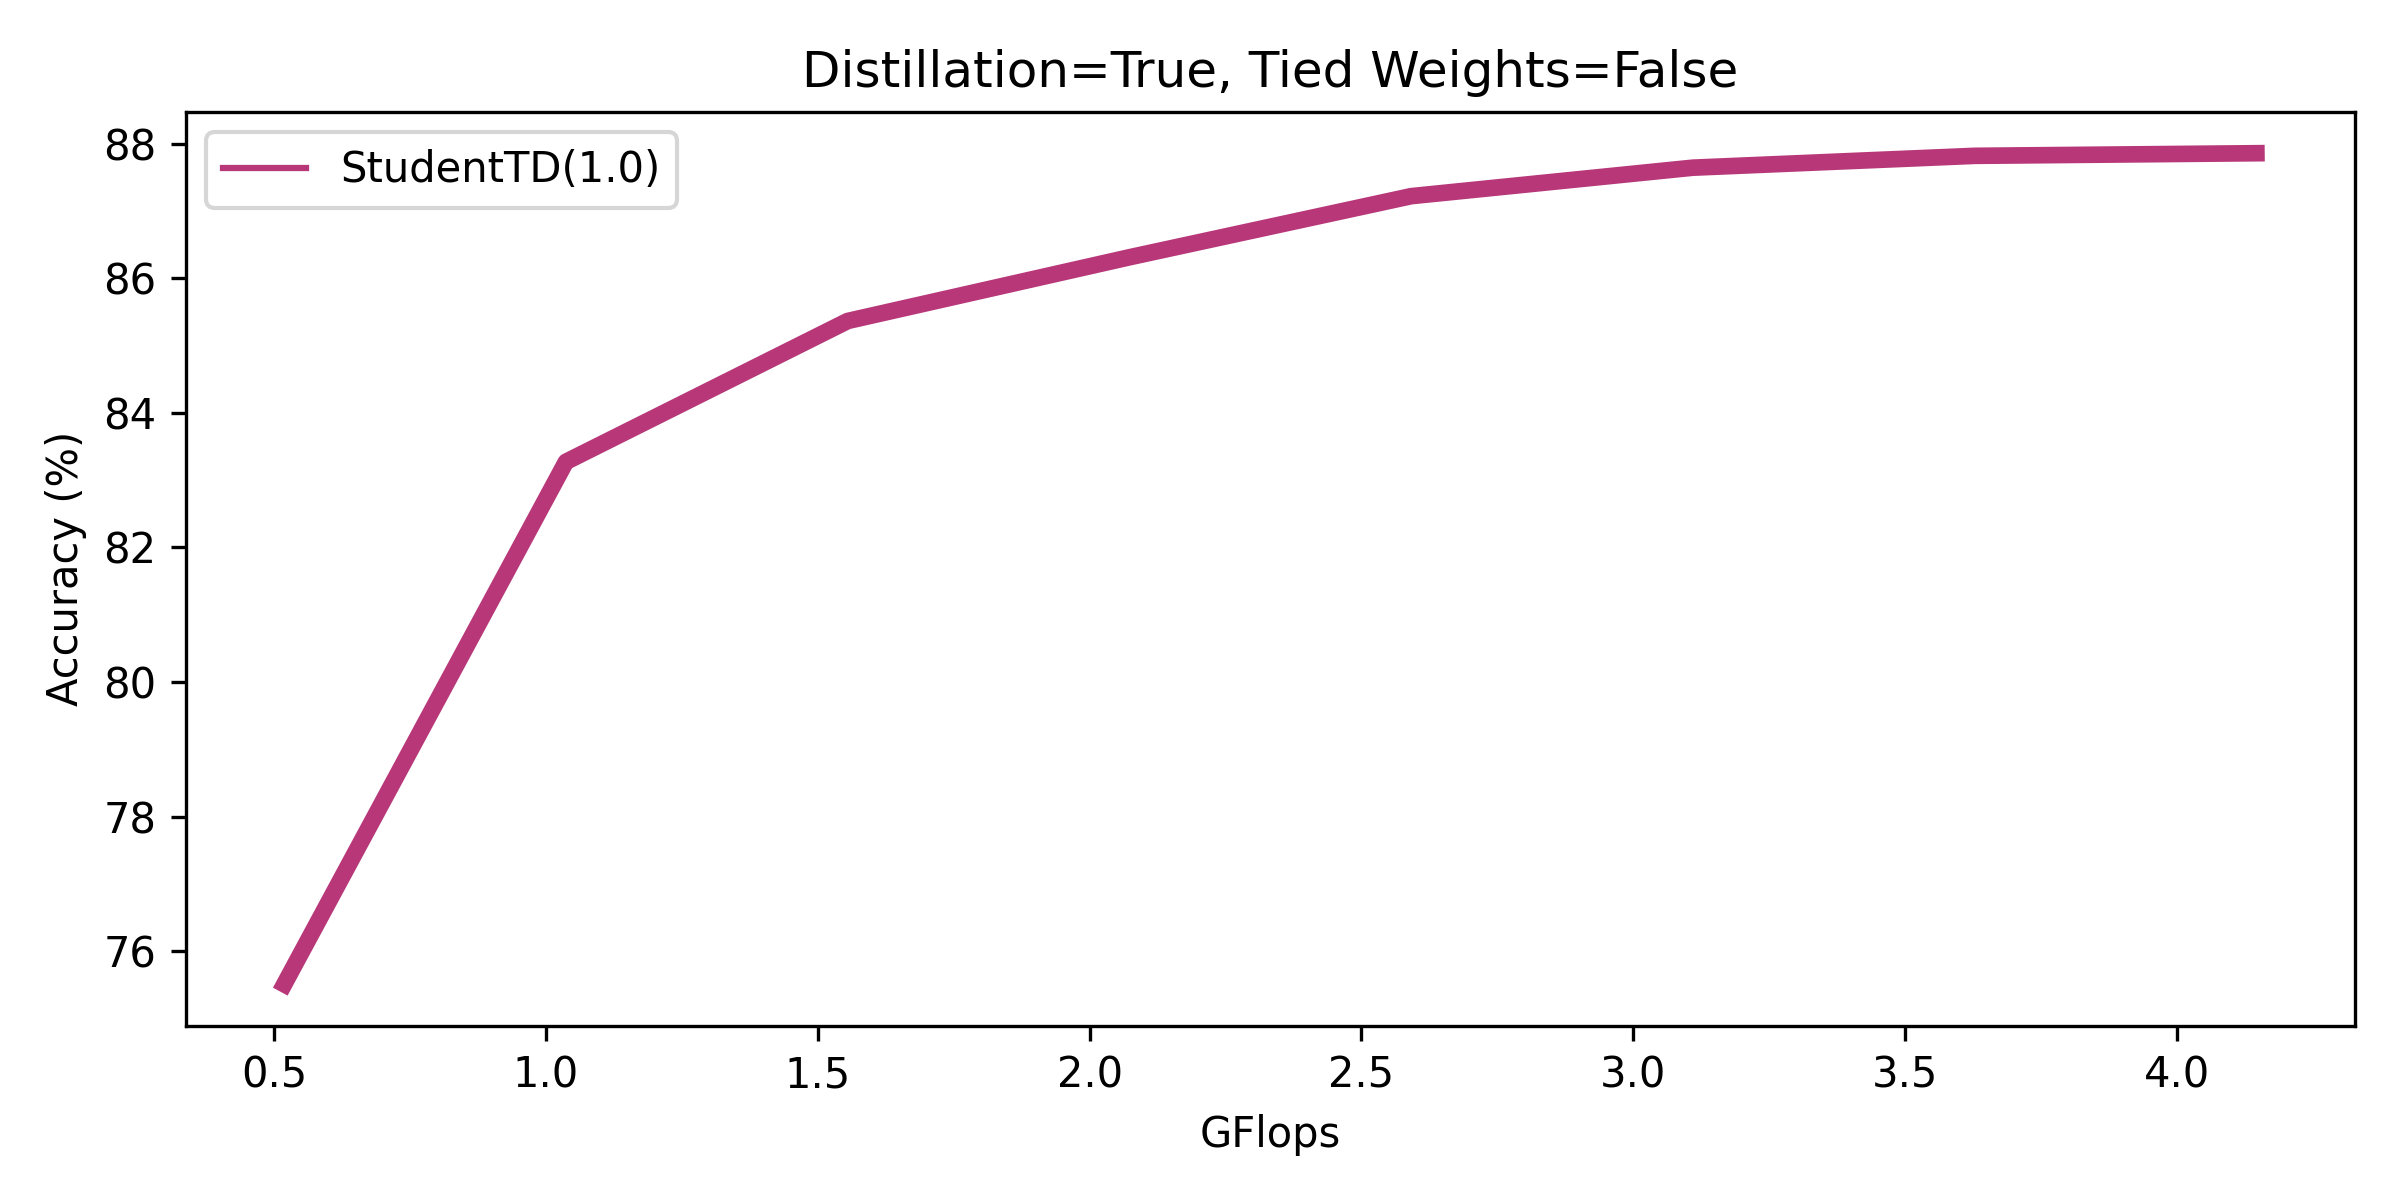 Distillation=True, Tied Weights=False
StudentTD(1.0)
88
86
84
82
80
78
76
Accuracy (%)
0.5 1.0 1.5 2.0 2.5 3.0 3.5 4.0
GFlops